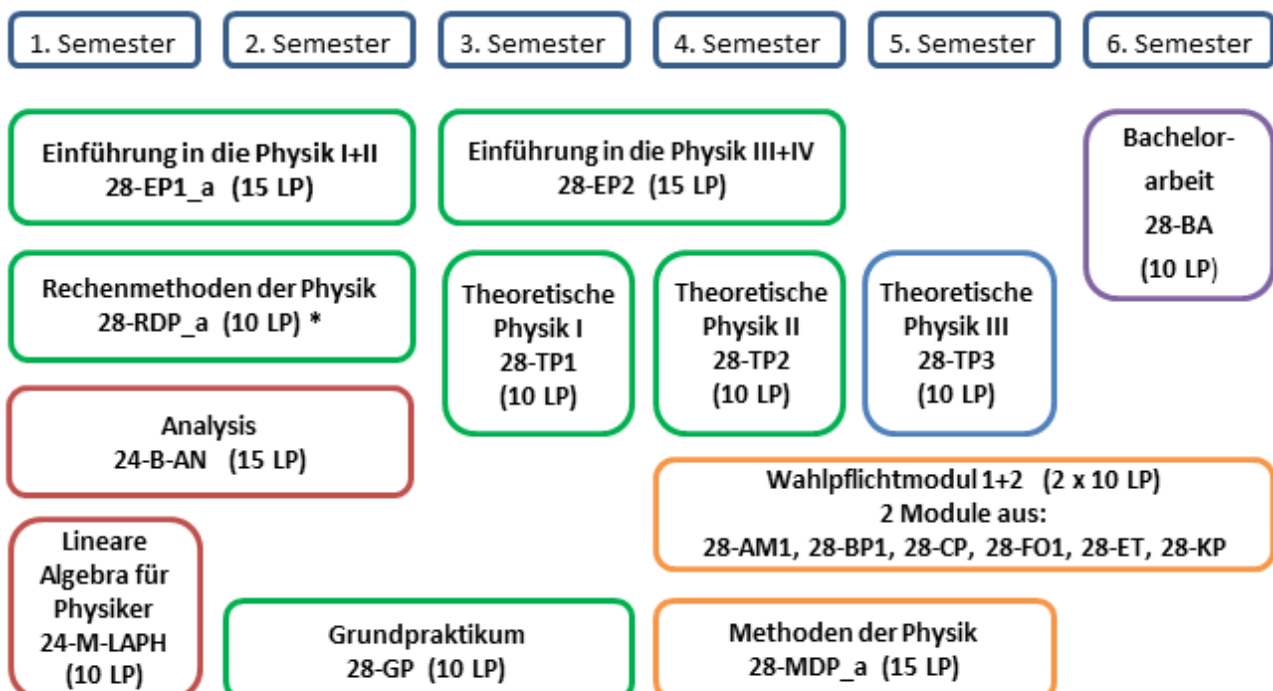 1. Semester
2. Semester
3. Semester
4. Semester
5. Semester
6. Semester
Einführung in die Physik I+II
28-EP1_a (15 LP)
Einführung in die Physik III+IV
28-EP2 (15 LP)
Bachelor-
arbeit
28-BA
(10 LP)
Rechenmethoden der Physik
28-RDP_a (10 LP) *
Theoretische
Physik I
28-TP1
(10 LP)
Theoretische
Physik II
28-TP2
(10 LP)
Theoretische
Physik III
28-TP3
(10 LP)
Analysis
24-B-AN (15 LP)
Wahlpflichtmodul 1+2 (2 x 10 LP)
2 Module aus:
28-AM1, 28-BP1, 28-CP, 28-FO1, 28-ET, 28-KP
Lineare
Algebra für
Physiker
24-M-LAPH
(10 LP)
Grundpraktikum
28-GP (10 LP)
Methoden der Physik
28-MDP_a (15 LP)